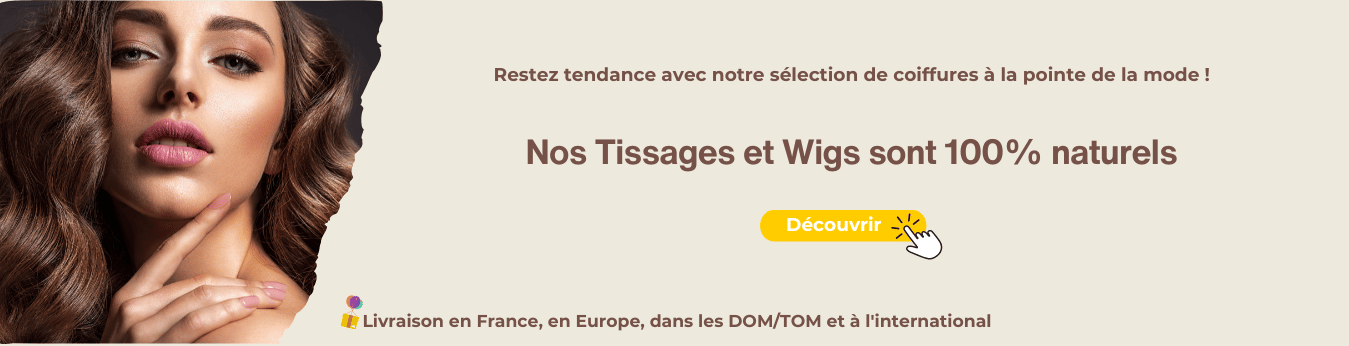 Restez tendance avec notre sélection de coiffures à la pointe de la mode !
Nos Tissages et Wigs sont 100% naturels
Découvrir
Livraison en France, en Europe, dans les DOM/TOM et à l'international